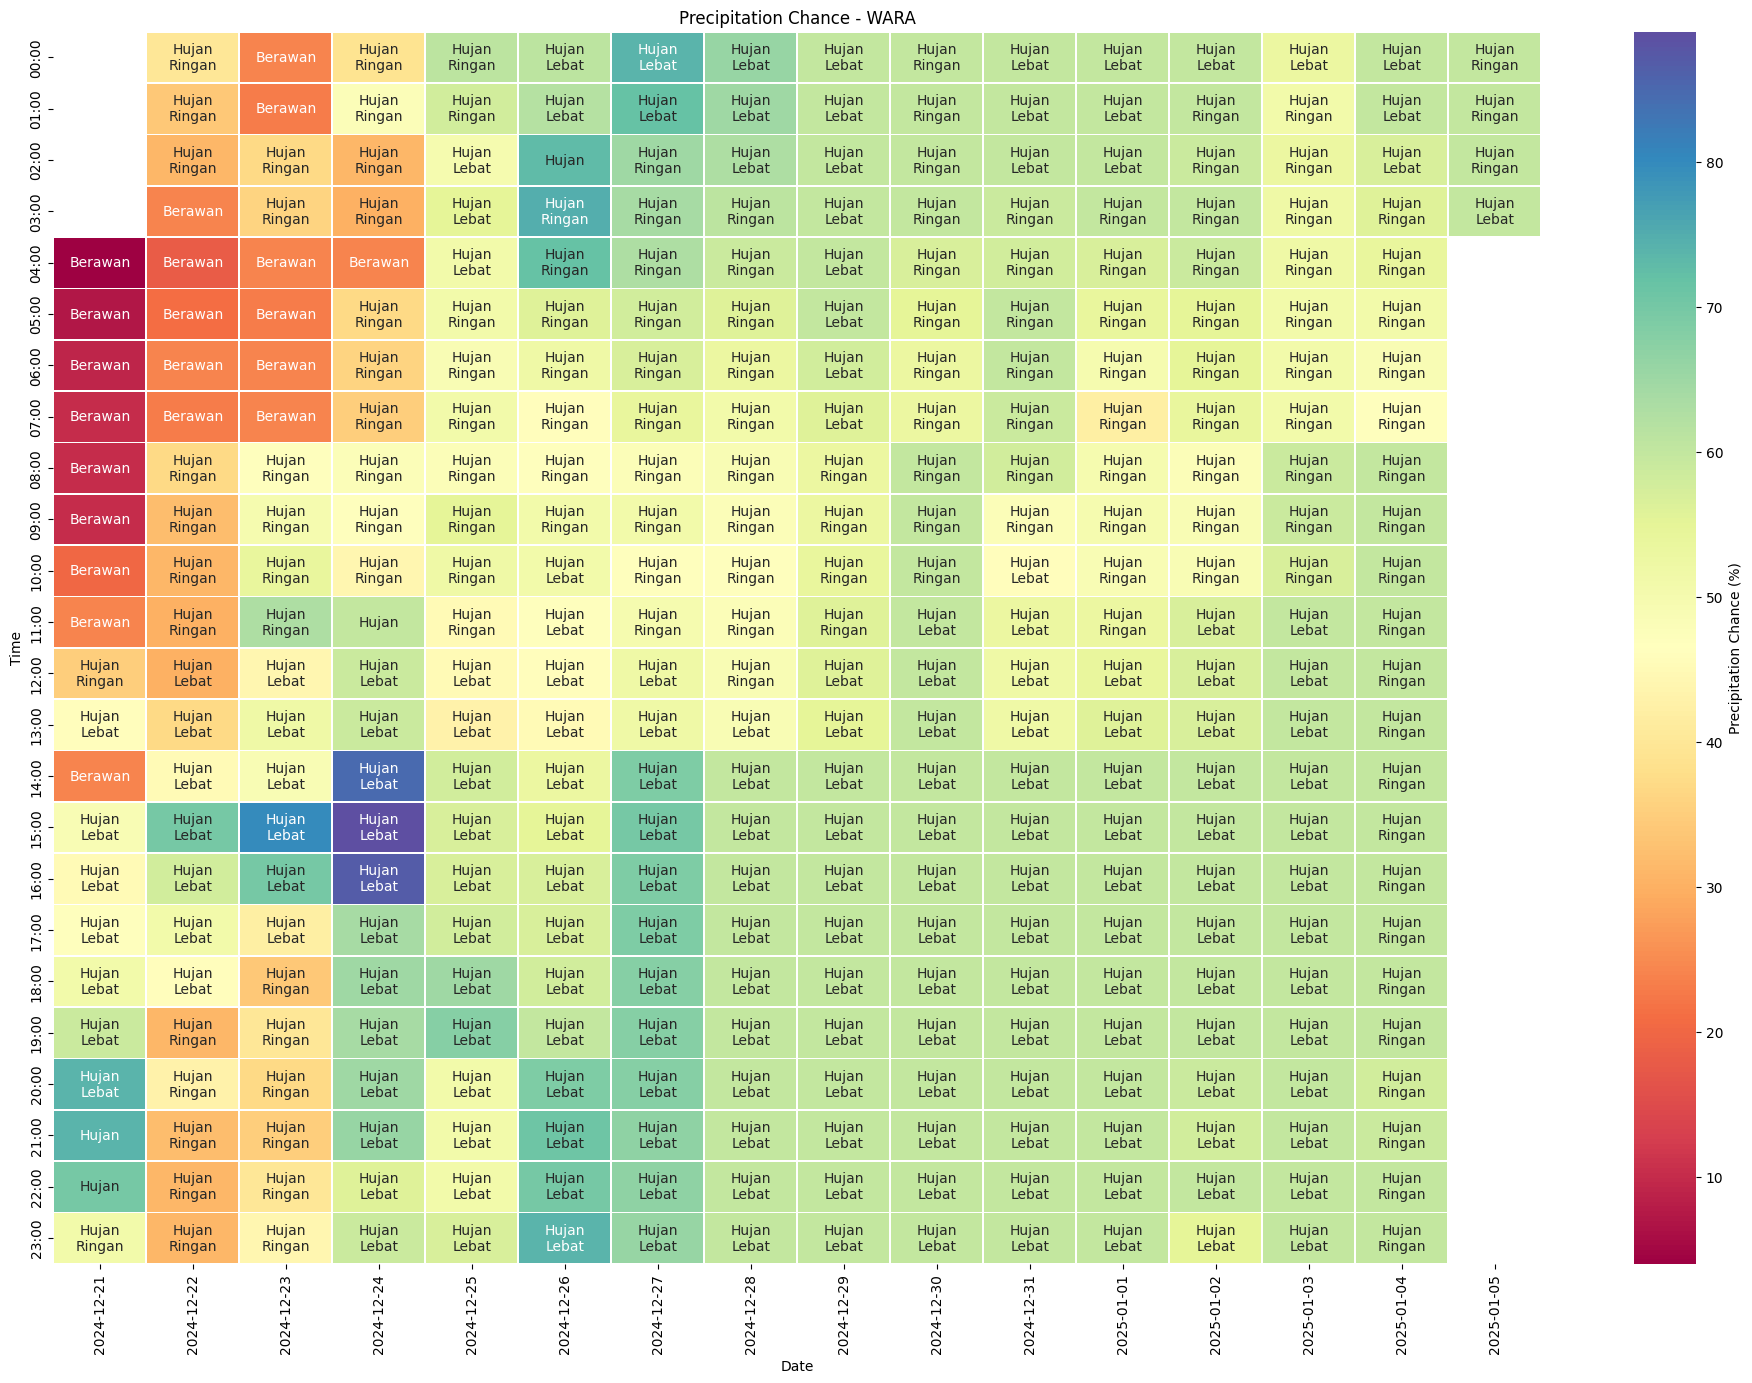 Precipitation Chance - WARA
00:00 Hujan Ringan Berawan Hujan Ringan Hujan Ringan Hujan Lebat Hujan Lebat Hujan Lebat Hujan Lebat Hujan Ringan Hujan Lebat Hujan Lebat Hujan Lebat Hujan Lebat Hujan Lebat Hujan Ringan
01:00 Hujan Ringan Berawan Hujan Ringan Hujan Ringan Hujan Lebat Hujan Lebat Hujan Lebat Hujan Lebat Hujan Ringan Hujan Lebat Hujan Lebat Hujan Ringan Hujan Ringan Hujan Lebat Hujan Ringan
02:00 Hujan Ringan Hujan Ringan Hujan Ringan Hujan Lebat Hujan Hujan Ringan Hujan Lebat Hujan Lebat Hujan Ringan Hujan Lebat Hujan Lebat Hujan Ringan Hujan Ringan Hujan Lebat Hujan Ringan
03:00 Berawan Hujan Ringan Hujan Ringan Hujan Lebat Hujan Ringan Hujan Ringan Hujan Ringan Hujan Lebat Hujan Ringan Hujan Ringan Hujan Ringan Hujan Ringan Hujan Ringan Hujan Ringan Hujan Lebat
04:00 Berawan Berawan Berawan Berawan Hujan Lebat Hujan Ringan Hujan Ringan Hujan Ringan Hujan Lebat Hujan Ringan Hujan Ringan Hujan Ringan Hujan Ringan Hujan Ringan Hujan Ringan
05:00 Berawan Berawan Berawan Hujan Ringan Hujan Ringan Hujan Ringan Hujan Ringan Hujan Ringan Hujan Lebat Hujan Ringan Hujan Ringan Hujan Ringan Hujan Ringan Hujan Ringan Hujan Ringan
06:00 Berawan Berawan Berawan Hujan Ringan Hujan Ringan Hujan Ringan Hujan Ringan Hujan Ringan Hujan Lebat Hujan Ringan Hujan Ringan Hujan Ringan Hujan Ringan Hujan Ringan Hujan Ringan
07:00 Berawan Berawan Berawan Hujan Ringan Hujan Ringan Hujan Ringan Hujan Ringan Hujan Ringan Hujan Lebat Hujan Ringan Hujan Ringan Hujan Ringan Hujan Ringan Hujan Ringan Hujan Ringan
08:00 Berawan Hujan Ringan Hujan Ringan Hujan Ringan Hujan Ringan Hujan Ringan Hujan Ringan Hujan Ringan Hujan Ringan Hujan Ringan Hujan Ringan Hujan Ringan Hujan Ringan Hujan Ringan Hujan Ringan
09:00 Berawan Hujan Ringan Hujan Ringan Hujan Ringan Hujan Ringan Hujan Ringan Hujan Ringan Hujan Ringan Hujan Ringan Hujan Ringan Hujan Ringan Hujan Ringan Hujan Ringan Hujan Ringan Hujan Ringan
10:00 Berawan Hujan Ringan Hujan Ringan Hujan Ringan Hujan Ringan Hujan Lebat Hujan Ringan Hujan Ringan Hujan Ringan Hujan Ringan Hujan Lebat Hujan Ringan Hujan Ringan Hujan Ringan Hujan Ringan
11:00 Berawan Hujan Ringan Hujan Ringan Hujan Hujan Ringan Hujan Lebat Hujan Ringan Hujan Ringan Hujan Ringan Hujan Lebat Hujan Lebat Hujan Ringan Hujan Lebat Hujan Lebat Hujan Ringan
12:00 Hujan Ringan Hujan Lebat Hujan Lebat Hujan Lebat Hujan Lebat Hujan Lebat Hujan Lebat Hujan Ringan Hujan Lebat Hujan Lebat Hujan Lebat Hujan Lebat Hujan Lebat Hujan Lebat Hujan Ringan
13:00 Hujan Lebat Hujan Lebat Hujan Lebat Hujan Lebat Hujan Lebat Hujan Lebat Hujan Lebat Hujan Lebat Hujan Lebat Hujan Lebat Hujan Lebat Hujan Lebat Hujan Lebat Hujan Lebat Hujan Ringan
14:00 Berawan Hujan Lebat Hujan Lebat Hujan Lebat Hujan Lebat Hujan Lebat Hujan Lebat Hujan Lebat Hujan Lebat Hujan Lebat Hujan Lebat Hujan Lebat Hujan Lebat Hujan Lebat Hujan Ringan
15:00 Hujan Lebat Hujan Lebat Hujan Lebat Hujan Lebat Hujan Lebat Hujan Lebat Hujan Lebat Hujan Lebat Hujan Lebat Hujan Lebat Hujan Lebat Hujan Lebat Hujan Lebat Hujan Lebat Hujan Ringan
16:00 Hujan Lebat Hujan Lebat Hujan Lebat Hujan Lebat Hujan Lebat Hujan Lebat Hujan Lebat Hujan Lebat Hujan Lebat Hujan Lebat Hujan Lebat Hujan Lebat Hujan Lebat Hujan Lebat Hujan Ringan
17:00 Hujan Lebat Hujan Lebat Hujan Lebat Hujan Lebat Hujan Lebat Hujan Lebat Hujan Lebat Hujan Lebat Hujan Lebat Hujan Lebat Hujan Lebat Hujan Lebat Hujan Lebat Hujan Lebat Hujan Ringan
18:00 Hujan Lebat Hujan Lebat Hujan Ringan Hujan Lebat Hujan Lebat Hujan Lebat Hujan Lebat Hujan Lebat Hujan Lebat Hujan Lebat Hujan Lebat Hujan Lebat Hujan Lebat Hujan Lebat Hujan Ringan
19:00 Hujan Lebat Hujan Ringan Hujan Ringan Hujan Lebat Hujan Lebat Hujan Lebat Hujan Lebat Hujan Lebat Hujan Lebat Hujan Lebat Hujan Lebat Hujan Lebat Hujan Lebat Hujan Lebat Hujan Ringan
20:00 Hujan Lebat Hujan Ringan Hujan Ringan Hujan Lebat Hujan Lebat Hujan Lebat Hujan Lebat Hujan Lebat Hujan Lebat Hujan Lebat Hujan Lebat Hujan Lebat Hujan Lebat Hujan Lebat Hujan Ringan
21:00 Hujan Hujan Ringan Hujan Ringan Hujan Lebat Hujan Lebat Hujan Lebat Hujan Lebat Hujan Lebat Hujan Lebat Hujan Lebat Hujan Lebat Hujan Lebat Hujan Lebat Hujan Lebat Hujan Ringan
22:00 Hujan Hujan Ringan Hujan Ringan Hujan Lebat Hujan Lebat Hujan Lebat Hujan Lebat Hujan Lebat Hujan Lebat Hujan Lebat Hujan Lebat Hujan Lebat Hujan Lebat Hujan Lebat Hujan Ringan
23:00 Hujan Ringan Hujan Ringan Hujan Ringan Hujan Lebat Hujan Lebat Hujan Lebat Hujan Lebat Hujan Lebat Hujan Lebat Hujan Lebat Hujan Lebat Hujan Lebat Hujan Lebat Hujan Lebat Hujan Ringan
Time
2024-12-21 2024-12-22 2024-12-23 2024-12-24 2024-12-25 2024-12-26 2024-12-27 2024-12-28 2024-12-29 2024-12-30 2024-12-31 2025-01-01 2025-01-02 2025-01-03 2025-01-04 2025-01-05
Date
80
70
60
50
40
30
20
10
Precipitation Chance (%)